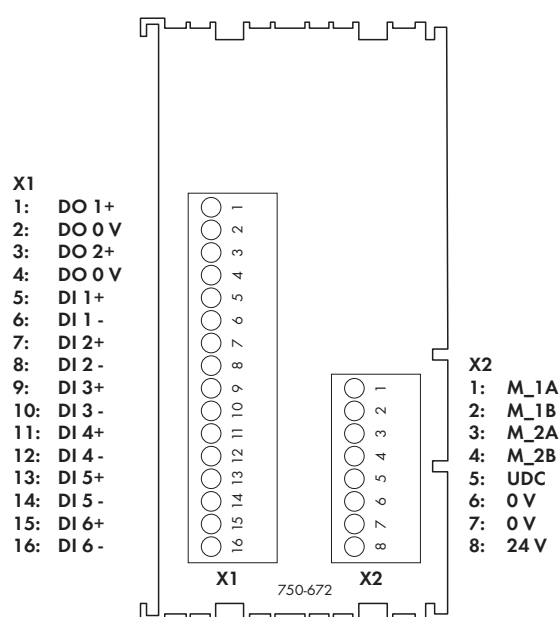 X1
1: DO 1+
2: DO 0 V
3: DO 2+
4: DO 0 V
5: DI 1+
6: DI 1 -
7: DI 2+
8: DI 2 -
9: DI 3+
10: DI 3 -
11: DI 4+
12: DI 4 -
13: DI 5+
14: DI 5 -
15: DI 6+
16: DI 6 -
1
2
3
4
5
6
7
8
9
10
11
12
13
14
15
16
X1
1
2
3
4
5
6
7
8
X2
750-672
X2
1: M_1A
2: M_1B
3: M_2A
4: M_2B
5: UDC
6: 0 V
7: 0 V
8: 24 V